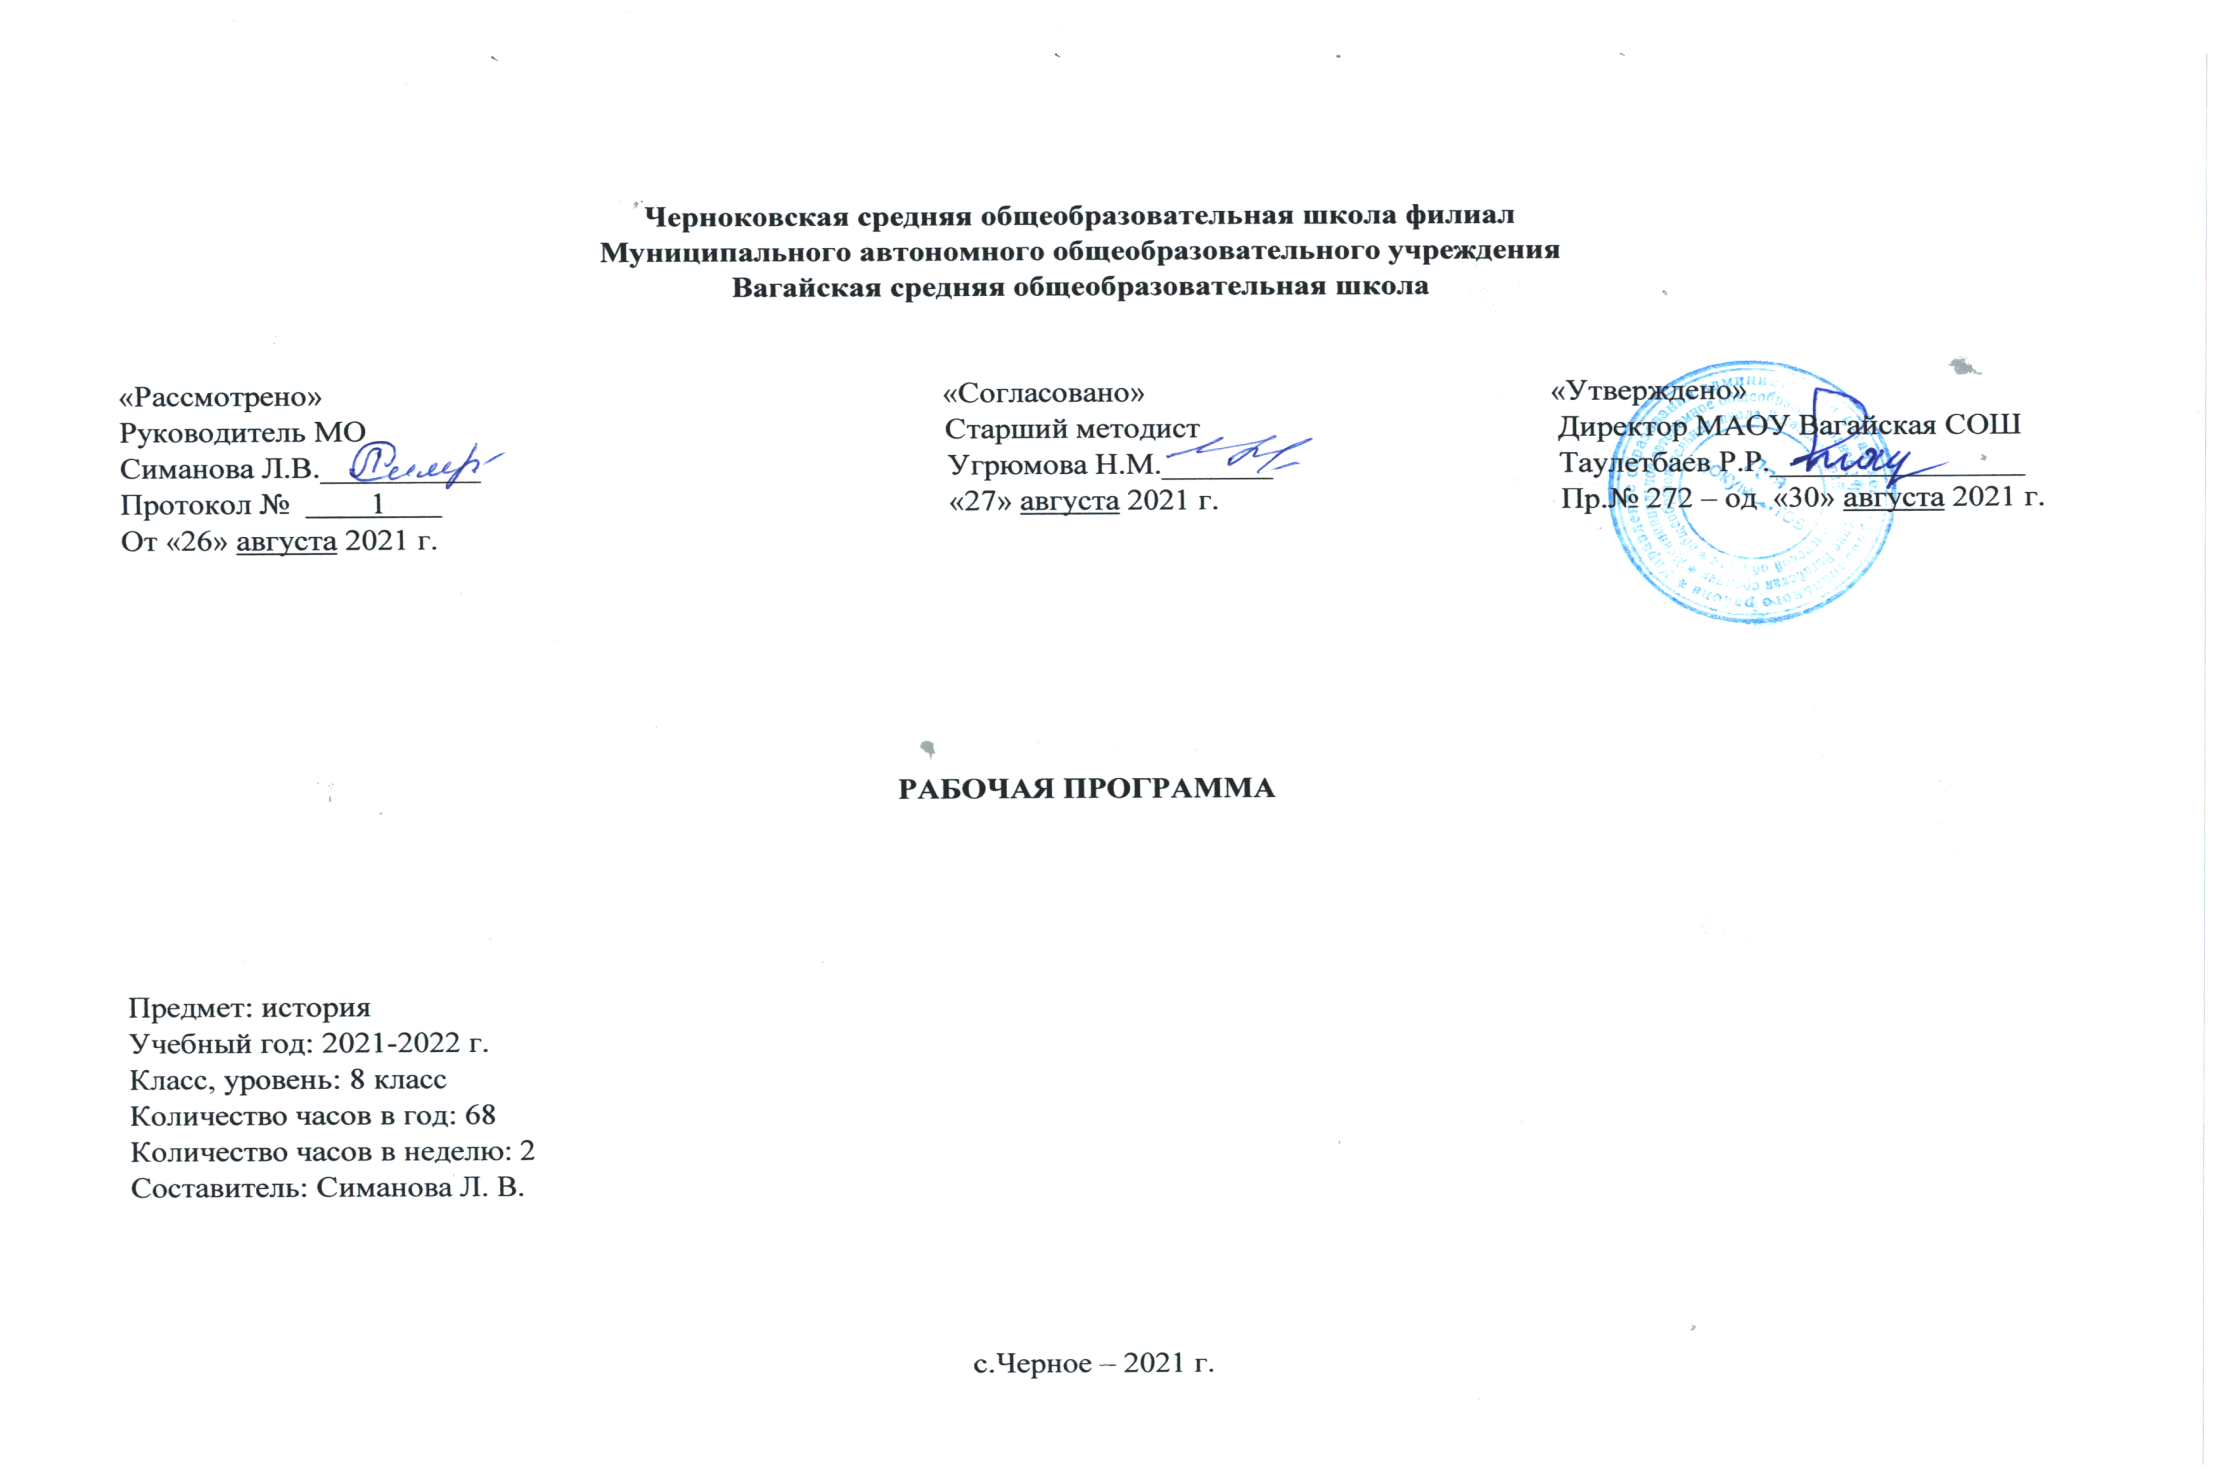 Черноковская средняя общеобразовательная школа филиал
Муниципального автономного общеобразовательного учреждения
Вагайская средняя общеобразовательная школа
«Рассмотрено»
Руководитель МО
Симанова Л.В.
Протокол № 1
От «26» августа 2021 г.
«Согласовано»
Старший методист
Угрюмова Н.М.
«27» августа 2021 г.
«Утверждено»
Директор МАОУ Вагайская СОШ
Таулетбаев Р.Р.
Пр.№ 272 – од «30» августа 2021 г.
РАБОЧАЯ ПРОГРАММА
Предмет: история
Учебный год: 2021-2022 г.
Класс, уровень: 8 класс
Количество часов в год: 68
Количество часов в неделю: 2
Составитель: Симанова Л. В.
с.Черное – 2021 г.